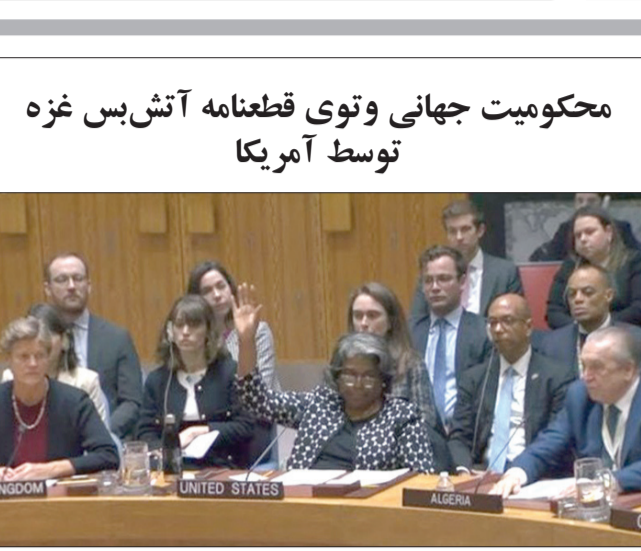 محکومیت جهانی وتوی قطعنامه آتش‌بس غزه
توسط آمریکا
NGDOM
UNITED STATES
ALGERIA